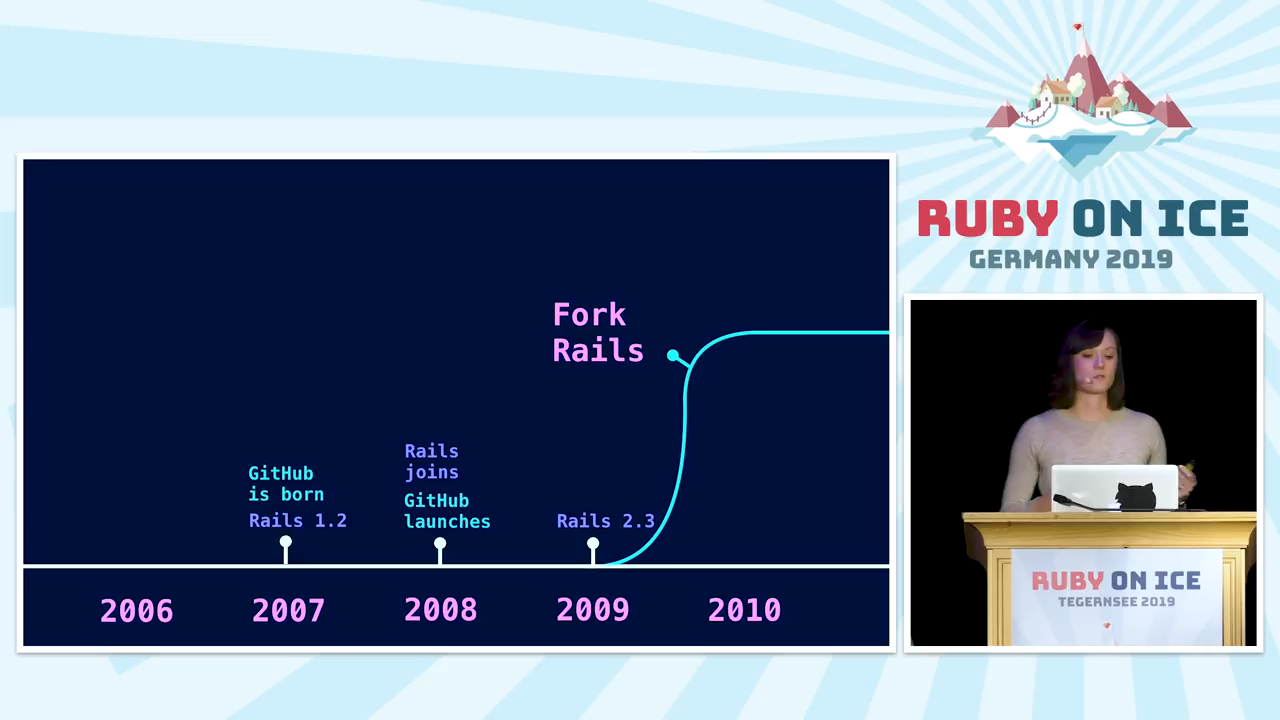 RUBY ON ICE
GERMANY 2019
Fork
Rails
GitHub
is born
Rails 1.2
Rails
joins
GitHub
launches
Rails 2.3
2006
2007
2008
2009
2010
RUBY ON ICE
TEGERNSEE 2019